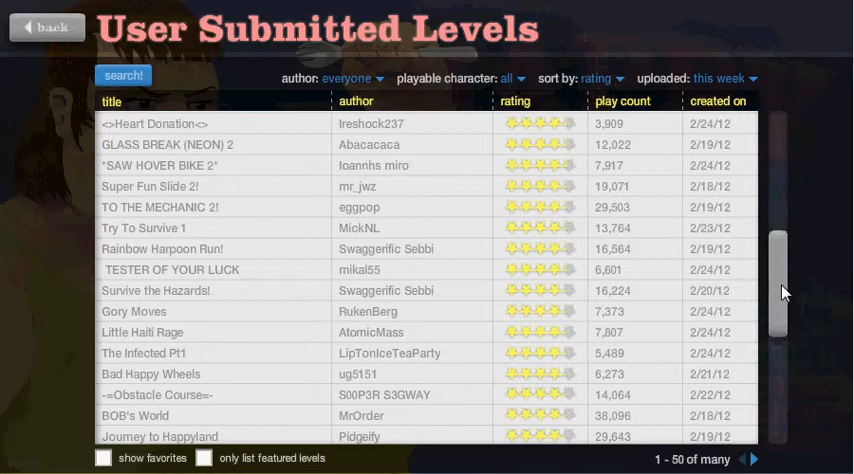 back User Submitted Levels
search! author: everyone playable character: all sort by: rating uploaded: this week
title author rating play count created on
<>Heart Donation<> Ireshock237 3,909 2/24/12
GLASS BREAK (NEON) 2 Abacacaca 12,022 2/19/12
*SAW HOVER BIKE 2* Ioannhs miro 7,917 2/24/12
Super Fun Slide 2! mr_jwz 19,071 2/18/12
TO THE MECHANIC 2! eggpop 29,503 2/19/12
Try To Survive 1 MickNL 13,764 2/23/12
Rainbow Harpoon Run! Swaggerific Sebbi 16,564 2/19/12
TESTER OF YOUR LUCK mikal55 6,601 2/24/12
Survive the Hazards! Swaggerific Sebbi 16,224 2/20/12
Gory Moves RukenBerg 7,373 2/24/12
Little Haiti Rage AtomicMass 7,807 2/24/12
The Infected Pt1 LipTonIceTeaParty 5,489 2/24/12
Bad Happy Wheels ug5151 6,273 2/21/12
-=Obstacle Course=- S00P3R S3GWAY 14,064 2/22/12
BOB's World MrOrder 38,096 2/18/12
Journey to Happyland Pidgeify 29,643 2/19/12
show favorites only list featured levels 1 - 50 of many